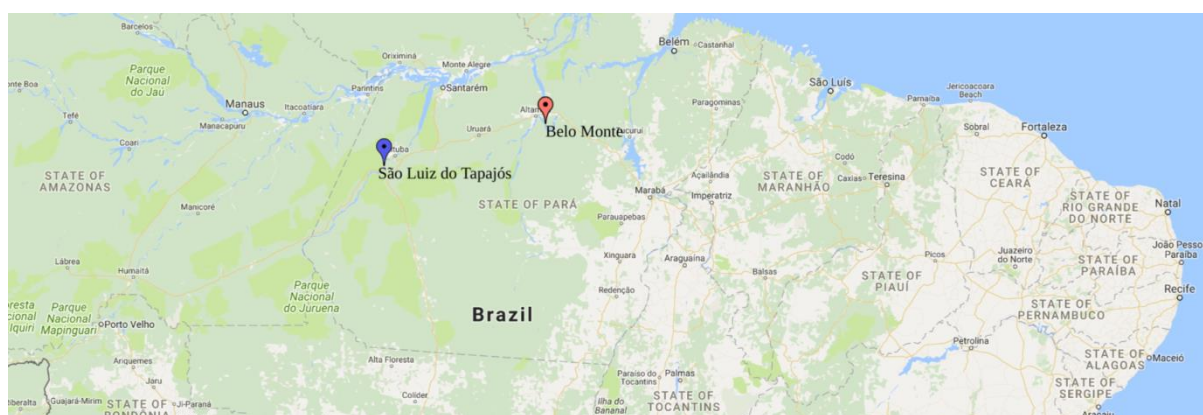 Barcelos
Belém
Castanhal
Oriximiná
Monte Alegre
Parque
Nacional
do Jaú
Manaus
Itacoatiara
Parintins
Santarém
São Luís
Jericoacoara
Beach
Parnaíba
Tefé
Manacapuru
Coari
Uruará
Belo Monte
Paragominas
Sobral
Fortaleza
São Luiz do Tapajós
STATE OF
AMAZONAS
Manicoré
STATE OF PARÁ
Marabá
Açailândia
Imperatriz
STATE OF
MARANHÃO
Codó
Caxias
Teresina
STATE OF
CEARÁ
STATE OF
RIO GRANDE
DO NORTE
Natal
Parauapebas
Lábrea
Humaitá
Xinguara
Araguaína
Balsas
Picos
Juazeiro
do Norte
STATE OF
PARAÍBA
João Pesso
Paraíba
STATE OF
PIAUÍ
Parque
Nacional
do Juruena
Redenção
Recife
Parque
Nacional
Mapinguari
Porto Velho
Brazil
STATE OF
PERNAMBUCO
Ariquemes
Jaru
Ji-Paraná
Guajará-Mirim
STATE OF
Alta Floresta
Colíder
Paraíso do
Tocantins
Palmas
Ilha do
Bananal
STATE OF
TOCANTINS
Petrolina
STATE OF
ALAGOAS
Maceió
STATE OF
SERGIPE